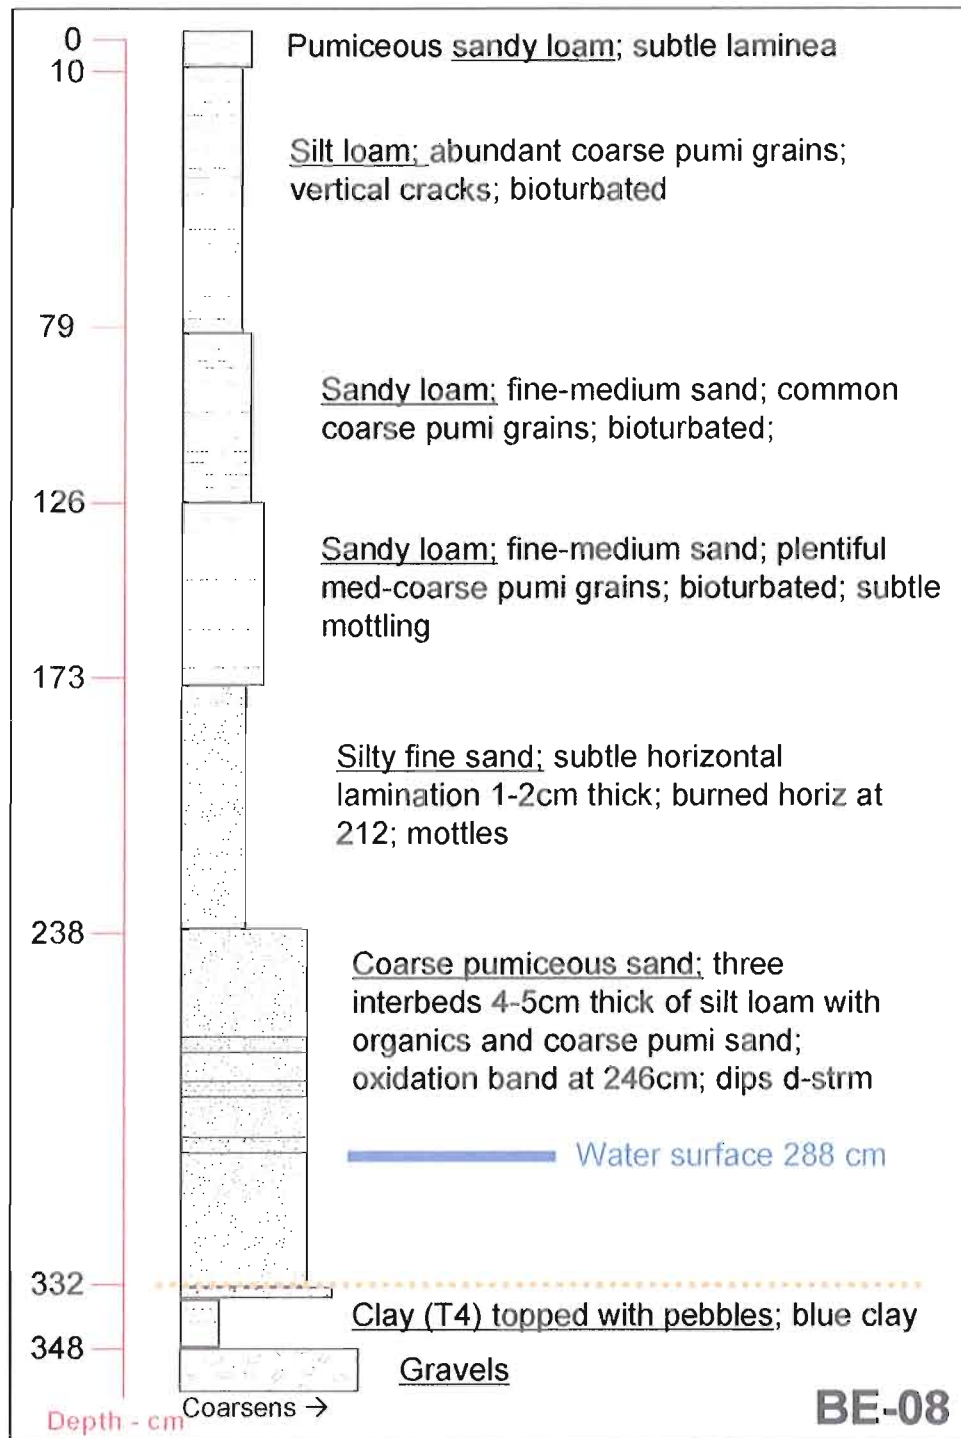 0
Pumiceous sandy loam; subtle laminea
10
Silt loam; abundant coarse pumi grains;
vertical cracks; bioturbated
79
Sandy loam; fine-medium sand; common
coarse pumi grains; bioturbated;
126
Sandy loam; fine-medium sand; plentiful
med-coarse pumi grains; bioturbated; subtle
mottling
173
Silty fine sand; subtle horizontal
lamination 1-2cm thick; burned horiz at
212; mottles
238
Coarse pumiceous sand; three
interbeds 4-5cm thick of silt loam with
organics and coarse pumi sand;
oxidation band at 246cm; dips d-strm
Water surface 288 cm
332
Clay (T4) topped with pebbles; blue clay
348
Gravels
Coarsens →
Depth - cm
BE-08